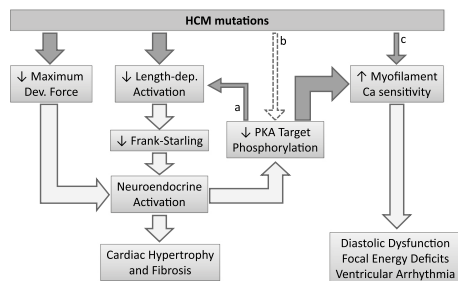 HCM mutations
b
c
↓ Maximum
Dev. Force
↓ Length-dep.
Activation
↑ Myofilament
Ca sensitivity
a
↓ Frank-Starling
↓ PKA Target
Phosphorylation
Neuroendocrine
Activation
Cardiac Hypertrophy
and Fibrosis
Diastolic Dysfunction
Focal Energy Deficits
Ventricular Arrhythmia